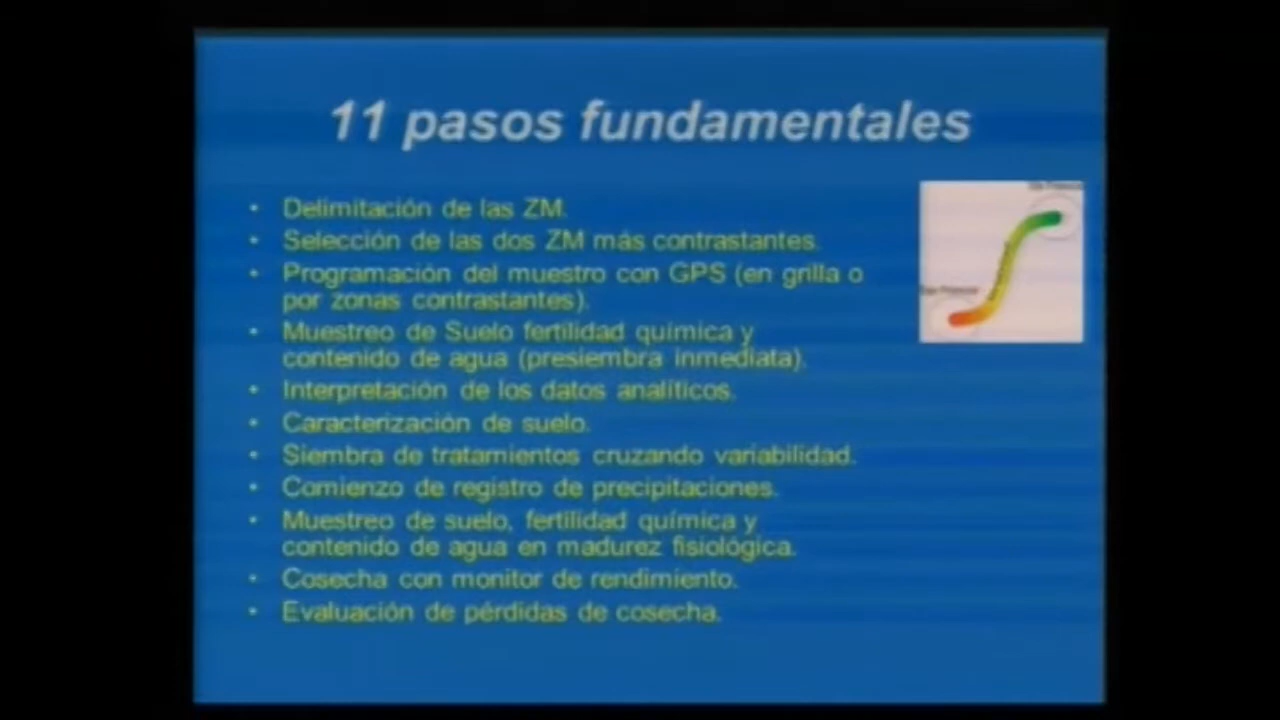 11 pasos fundamentales
• Delimitación de las ZM.
• Selección de las dos ZM más contrastantes.
• Programación del muestro con GPS (en grilla o
por zonas contrastantes).
• Muestreo de Suelo fertilidad química y
contenido de agua (presiembra inmediata).
• Interpretación de los datos analíticos.
• Caracterización de suelo.
• Siembra de tratamientos cruzando variabilidad.
• Comienzo de registro de precipitaciones.
• Muestreo de suelo, fertilidad química y
contenido de agua en madurez fisiológica.
• Cosecha con monitor de rendimiento.
• Evaluación de pérdidas de cosecha.